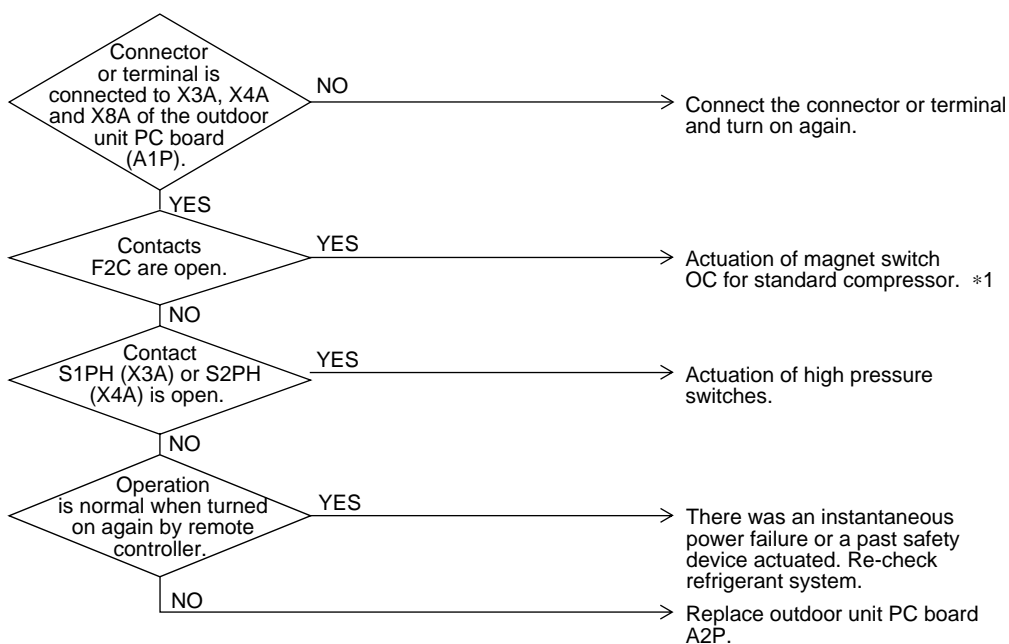 Connector
or terminal is
connected to X3A, X4A
and X8A of the outdoor
unit PC board
(A1P).
NO
Connect the connector or terminal
and turn on again.
YES
Contacts
F2C are open.
YES
Actuation of magnet switch
OC for standard compressor. *1
NO
Contact
S1PH (X3A) or S2PH
(X4A) is open.
YES
Actuation of high pressure
switches.
NO
Operation
is normal when turned
on again by remote
controller.
YES
There was an instantaneous
power failure or a past safety
device actuated. Re-check
refrigerant system.
NO
Replace outdoor unit PC board
A2P.